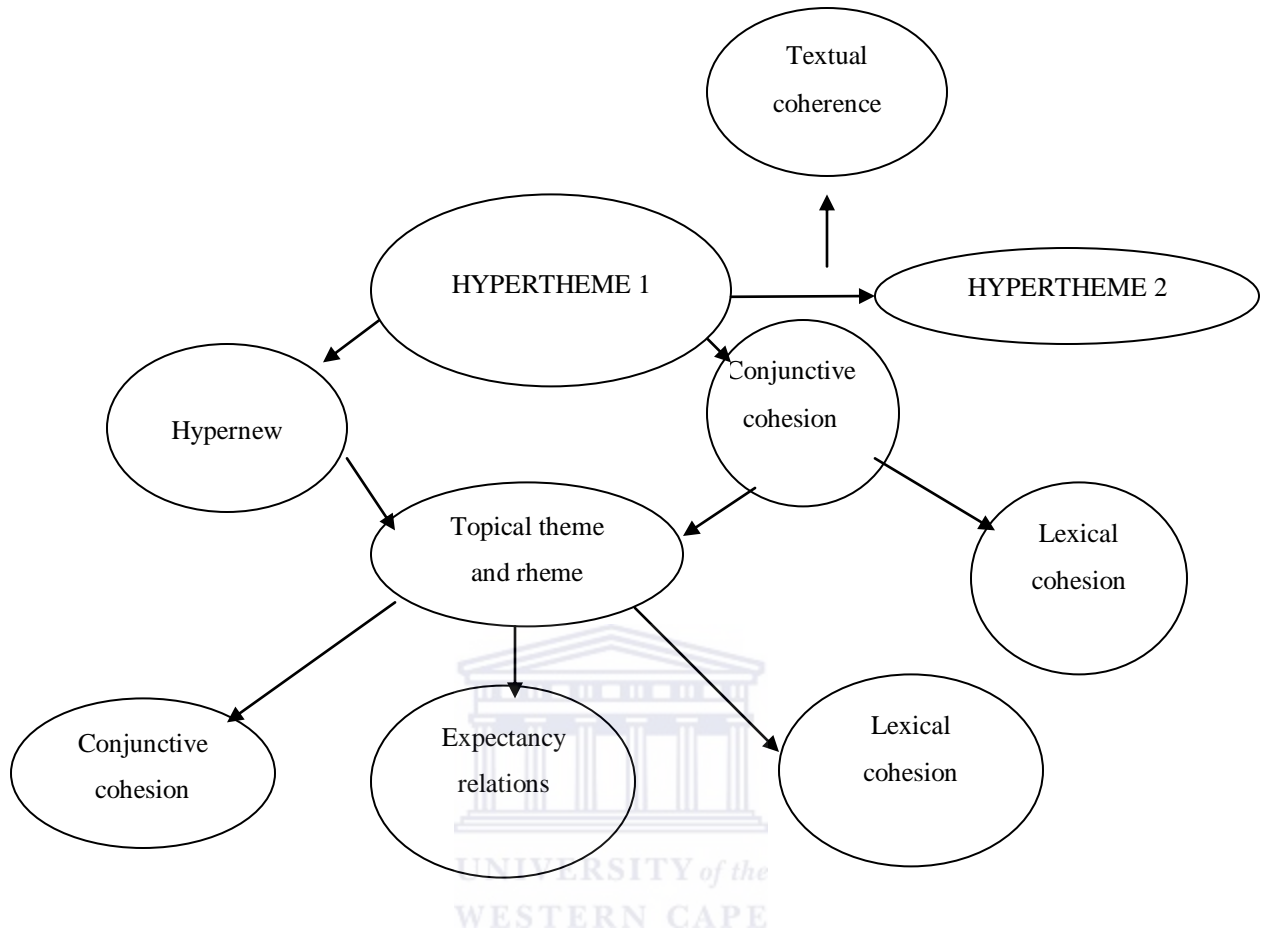 Textual
coherence
HYPERTHEME 1
HYPERTHEME 2
Conjunctive
cohesion
Hypernew
Topical theme
and rheme
Lexical
cohesion
Conjunctive
cohesion
Expectancy
relations
Lexical
cohesion
UNIVERSITY of the
WESTERN CAPE